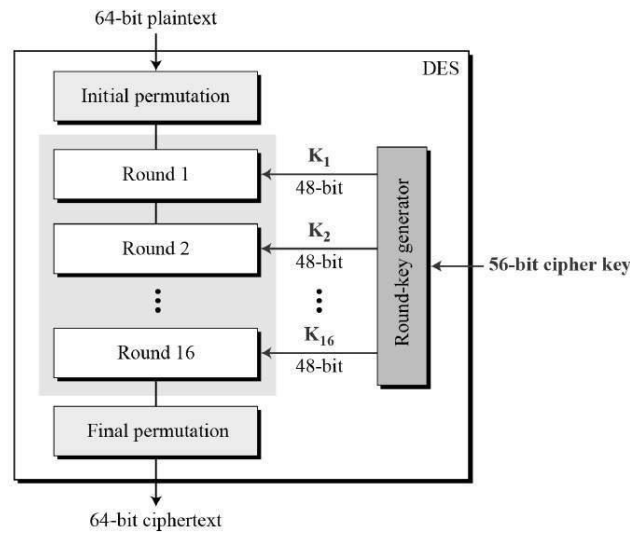 64-bit plaintext
DES
Initial permutation
Round 1
K1
48-bit
Round 2
K2
48-bit
Round-key generator
56-bit cipher key
Round 16
K16
48-bit
Final permutation
64-bit ciphertext